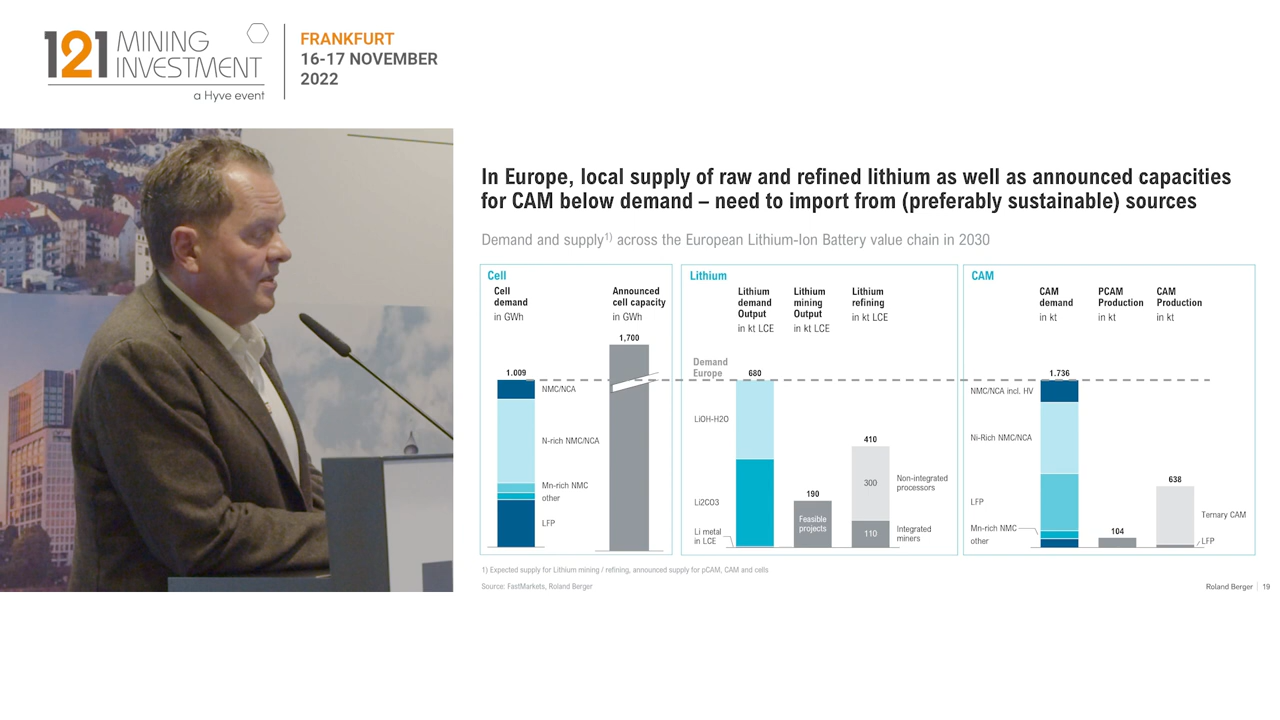 121 MINING
INVESTMENT
a Hyve event
FRANKFURT
16-17 NOVEMBER
2022
In Europe, local supply of raw and refined lithium as well as announced capacities
for CAM below demand – need to import from (preferably sustainable) sources
Demand and supply1) across the European Lithium-Ion Battery value chain in 2030
Cell
Cell
demand
in GWh
Announced
cell capacity
in GWh
1.009
1,700
NMC/NCA
N-rich NMC/NCA
Mn-rich NMC
other
LFP
Lithium
Lithium
demand
Output
in kt LCE
Lithium
mining
Output
in kt LCE
Lithium
refining
in kt LCE
Demand
Europe
680
LiOH-H2O
Li2CO3
Li metal
in LCE
190
Feasible
projects
410
300
110
Non-integrated
processors
Integrated
miners
CAM
CAM
demand
in kt
PCAM
Production
in kt
CAM
Production
in kt
1.736
NMC/NCA incl. HV
Ni-Rich NMC/NCA
LFP
Mn-rich NMC
other
104
638
Ternary CAM
LFP
1) Expected supply for Lithium mining / refining, announced supply for pCAM, CAM and cells
Source: FastMarkets, Roland Berger
Roland Berger | 19